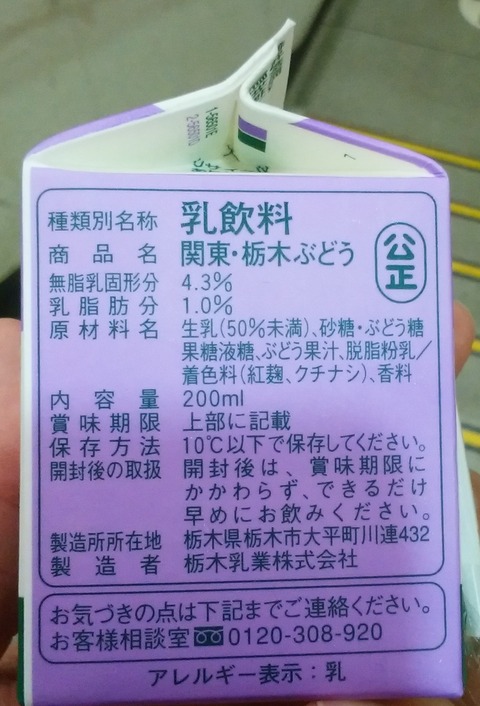 種類別名称 乳飲料
商品名 関東・栃木ぶどう
公正
無脂乳固形分 4.3%
乳脂肪分 1.0%
原材料名 生乳(50%未満)、砂糖・ぶどう糖
果糖液糖、ぶどう果汁、脱脂粉乳/
着色料(紅麹、クチナシ)、香料
内容量 200ml
賞味期限 上部に記載
保存方法 10℃以下で保存してください。
開封後の取扱 開封後は、賞味期限に
かかわらず、できるだけ
早めにお飲みください。
製造所所在地 栃木県栃木市大平町川連432
製造者 栃木乳業株式会社
お気づきの点は下記までご連絡ください。
お客様相談室 0120-308-920
アレルギー表示:乳